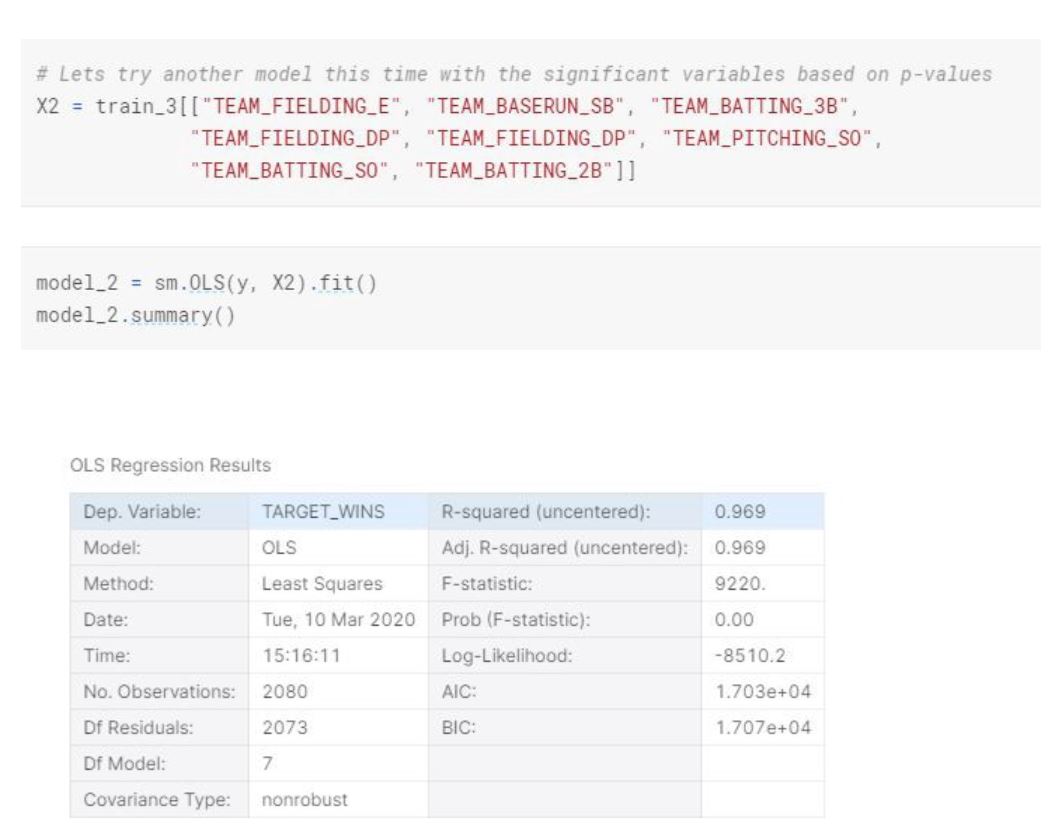 # Lets try another model this time with the significant variables based on p-values
X2 = train_3[["TEAM_FIELDING_E", "TEAM_BASERUN_SB", "TEAM_BATTING_3B",
"TEAM_FIELDING_DP", "TEAM_FIELDING_DP", "TEAM_PITCHING_SO",
"TEAM_BATTING_SO", "TEAM_BATTING_2B"]]
model_2 = sm.OLS(y, X2).fit()
model_2.summary()
OLS Regression Results
Dep. Variable: TARGET_WINS R-squared (uncentered): 0.969
Model: OLS Adj. R-squared (uncentered): 0.969
Method: Least Squares F-statistic: 9220.
Date: Tue, 10 Mar 2020 Prob (F-statistic): 0.00
Time: 15:16:11 Log-Likelihood: -8510.2
No. Observations: 2080 AIC: 1.703e+04
Df Residuals: 2073 BIC: 1.707e+04
Df Model: 7
Covariance Type: nonrobust